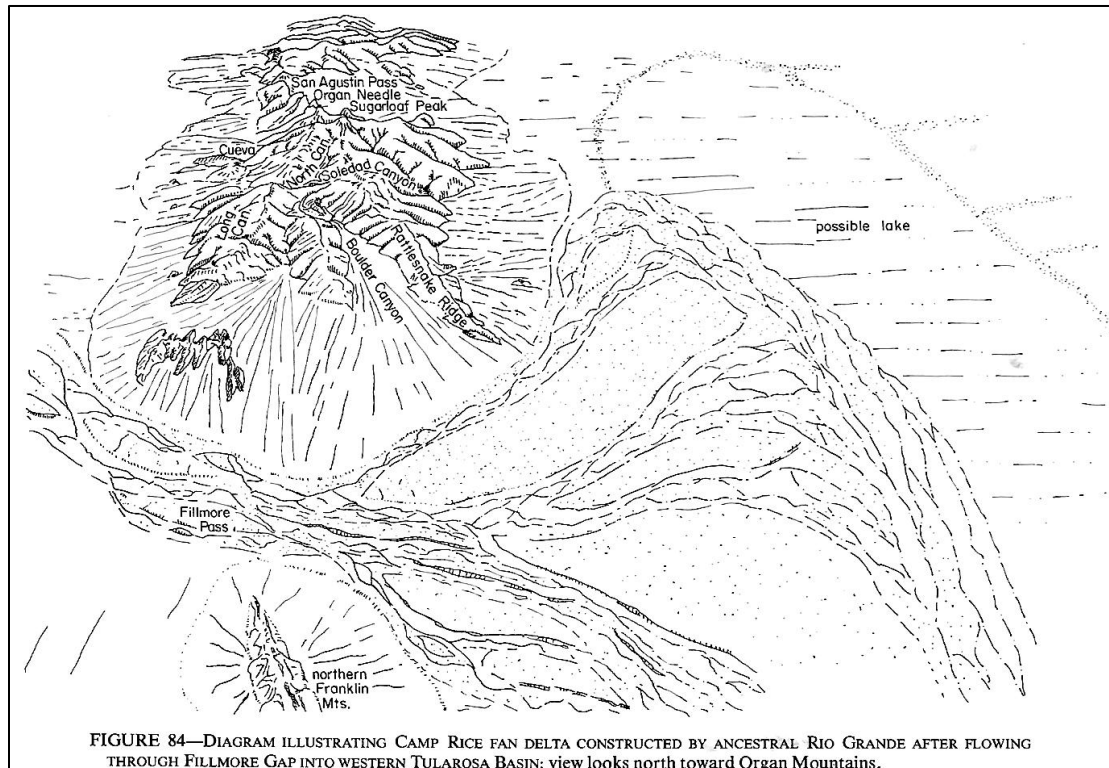 San Agustin Pass
Organ Needle
Sugarloaf Peak
Cueva
North Can.
Soledad Canyon
Long
Can.
Boulder Canyon
Rattlesnake Ridge
possible lake
Fillmore
Pass
northern
Franklin
Mts.
FIGURE 84—DIAGRAM ILLUSTRATING CAMP RICE FAN DELTA CONSTRUCTED BY ANCESTRAL RIO GRANDE AFTER FLOWING
THROUGH FILLMORE GAP INTO WESTERN TULAROSA BASIN; view looks north toward Organ Mountains.